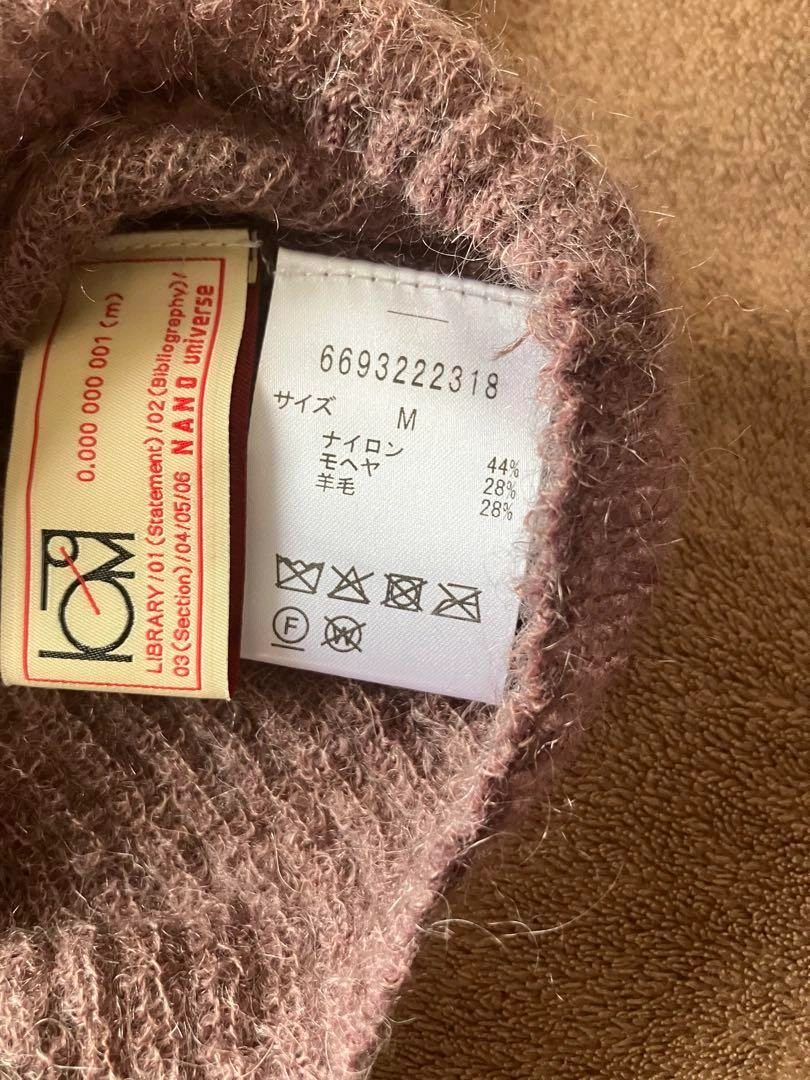 0.000 000 001 (m)
LIBRARY/01(Statement)/02(Bibliography)/
03(Section)/04/05/06 NANO universe
6693222318
サイズ M
ナイロン 44%
モヘヤ 28%
羊毛 28%
F
W